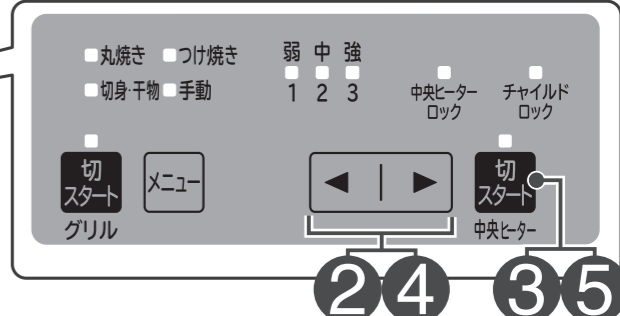 丸焼き つけ焼き
切身・干物 手動
弱 中 強
1 2 3
中央ヒーター
ロック
チャイルド
ロック
切
スタート
グリル
メニュー
切
スタート
中央ヒーター
2 4
3 5